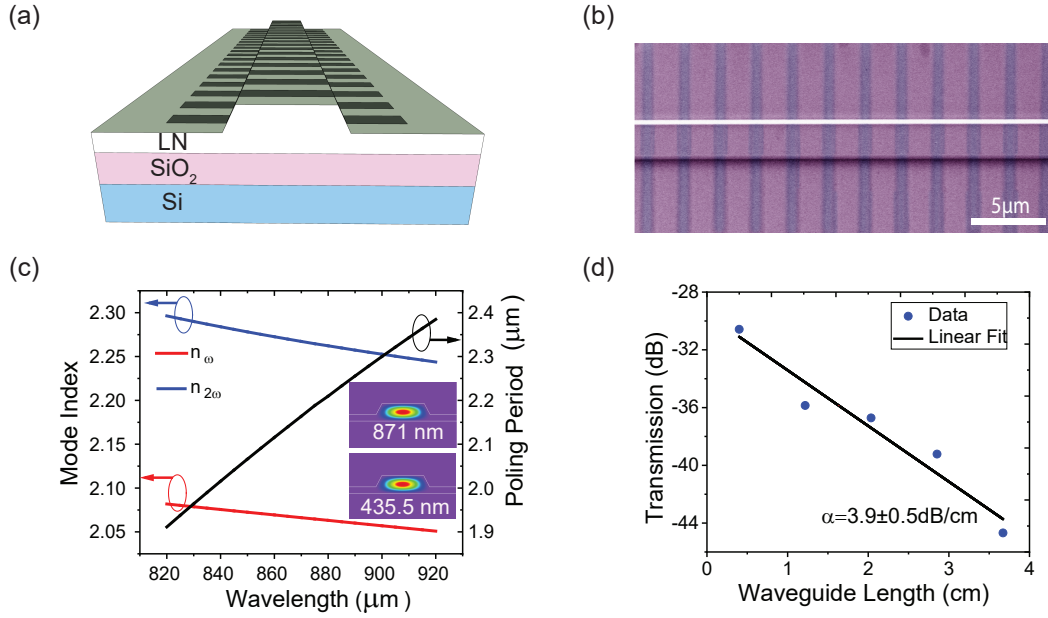 (a)
LN
SiO2
Si
(b)
5μm
(c)
2.30
2.25
2.20
2.15
2.10
2.05
Mode Index
n ω
n 2ω
871 nm
435.5 nm
2.4
2.3
2.2
2.1
2.0
1.9
Poling Period (μm)
820 840 860 880 900 920
Wavelength (μm)
(d)
-28
-32
-36
-40
-44
Transmission (dB)
Data
Linear Fit
α=3.9±0.5dB/cm
0 1 2 3 4
Waveguide Length (cm)